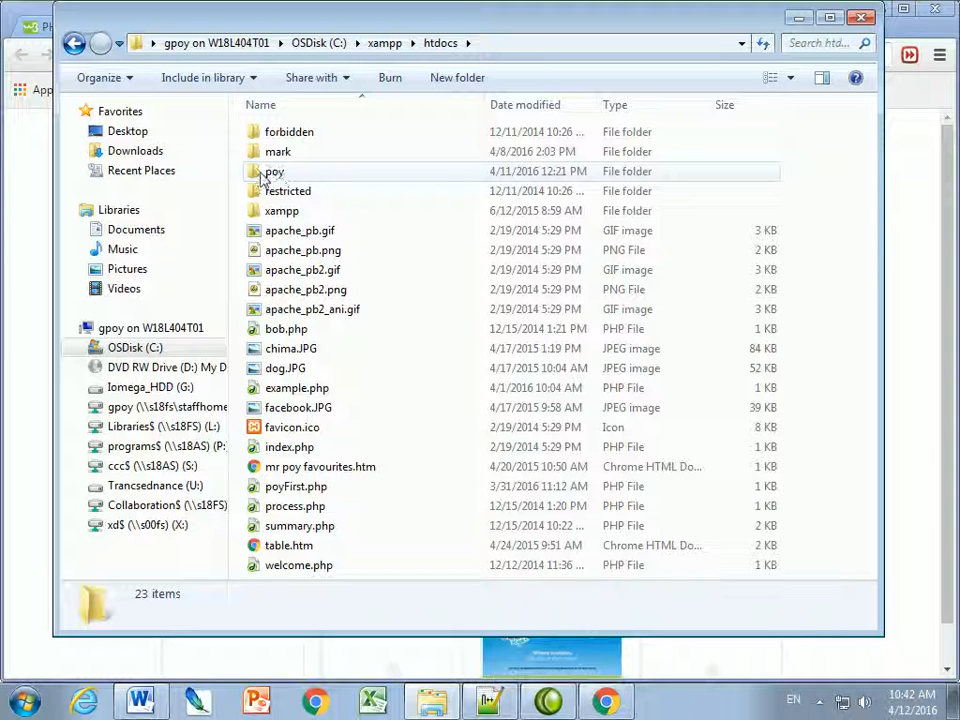 gpoy on W18L404T01 OSDisk (C:) xampp htdocs Search htd...
App
Organize Include in library Share with Burn New folder
Name Date modified Type Size
Favorites
Desktop
Downloads
Recent Places
Libraries
Documents
Music
Pictures
Videos
gpoy on W18L404T01
OSDisk (C:)
DVD RW Drive (D:) My D
Iomega_HDD (G:)
gpoy (\\s18fs\staffhome
Libraries$ (\\s18FS) (L:)
programs$ (\\s18AS) (P:
ccc$ (\\s18AS) (S:)
Trancsednance (U:)
Collaboration$ (\\s18FS)
xd$ (\\s00fs) (X:)
forbidden 12/11/2014 10:26 ... File folder
mark 4/8/2016 2:03 PM File folder
poy 4/11/2016 12:21 PM File folder
restricted 12/11/2014 10:26 ... File folder
xampp 6/12/2015 8:59 AM File folder
apache_pb.gif 2/19/2014 5:29 PM GIF image 3 KB
apache_pb.png 2/19/2014 5:29 PM PNG File 2 KB
apache_pb2.gif 2/19/2014 5:29 PM GIF image 3 KB
apache_pb2.png 2/19/2014 5:29 PM PNG File 2 KB
apache_pb2_ani.gif 2/19/2014 5:29 PM GIF image 3 KB
bob.php 12/15/2014 1:21 PM PHP File 1 KB
chima.JPG 4/17/2015 1:19 PM JPEG image 84 KB
dog.JPG 4/17/2015 10:04 AM JPEG image 52 KB
example.php 4/1/2016 10:04 AM PHP File 1 KB
facebook.JPG 4/17/2015 9:58 AM JPEG image 39 KB
favicon.ico 2/19/2014 5:29 PM Icon 8 KB
index.php 2/19/2014 5:29 PM PHP File 1 KB
mr poy favourites.htm 4/20/2015 10:50 AM Chrome HTML Do... 1 KB
poyFirst.php 3/31/2016 11:12 AM PHP File 1 KB
process.php 12/15/2014 1:20 PM PHP File 1 KB
summary.php 12/15/2014 10:22 ... PHP File 2 KB
table.htm 4/24/2015 9:51 AM Chrome HTML Do... 2 KB
welcome.php 12/12/2014 11:36 ... PHP File 1 KB
23 items
EN
10:42 AM
4/12/2016